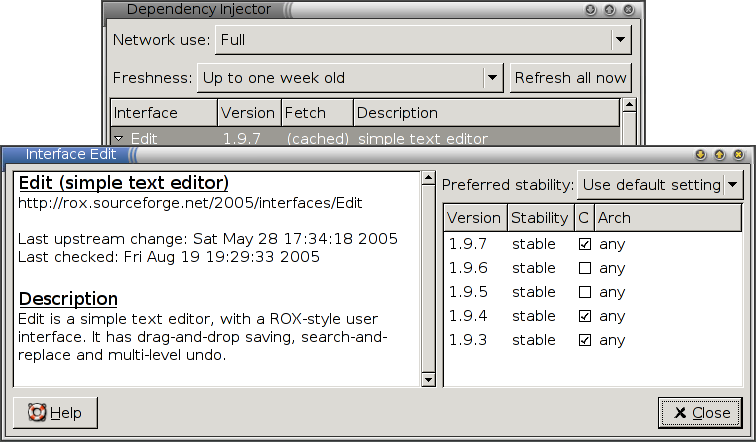 Dependency Injector
Network use: Full
Freshness: Up to one week old Refresh all now
Interface Version Fetch Description
Edit 1.9.7 (cached) simple text editor
Interface Edit
Edit (simple text editor)
http://rox.sourceforge.net/2005/interfaces/Edit
Last upstream change: Sat May 28 17:34:18 2005
Last checked: Fri Aug 19 19:29:33 2005
Description
Edit is a simple text editor, with a ROX-style user
interface. It has drag-and-drop saving, search-and-
replace and multi-level undo.
Preferred stability: Use default setting
Version Stability C Arch
1.9.7 stable any
1.9.6 stable any
1.9.5 stable any
1.9.4 stable any
1.9.3 stable any
Help
Close